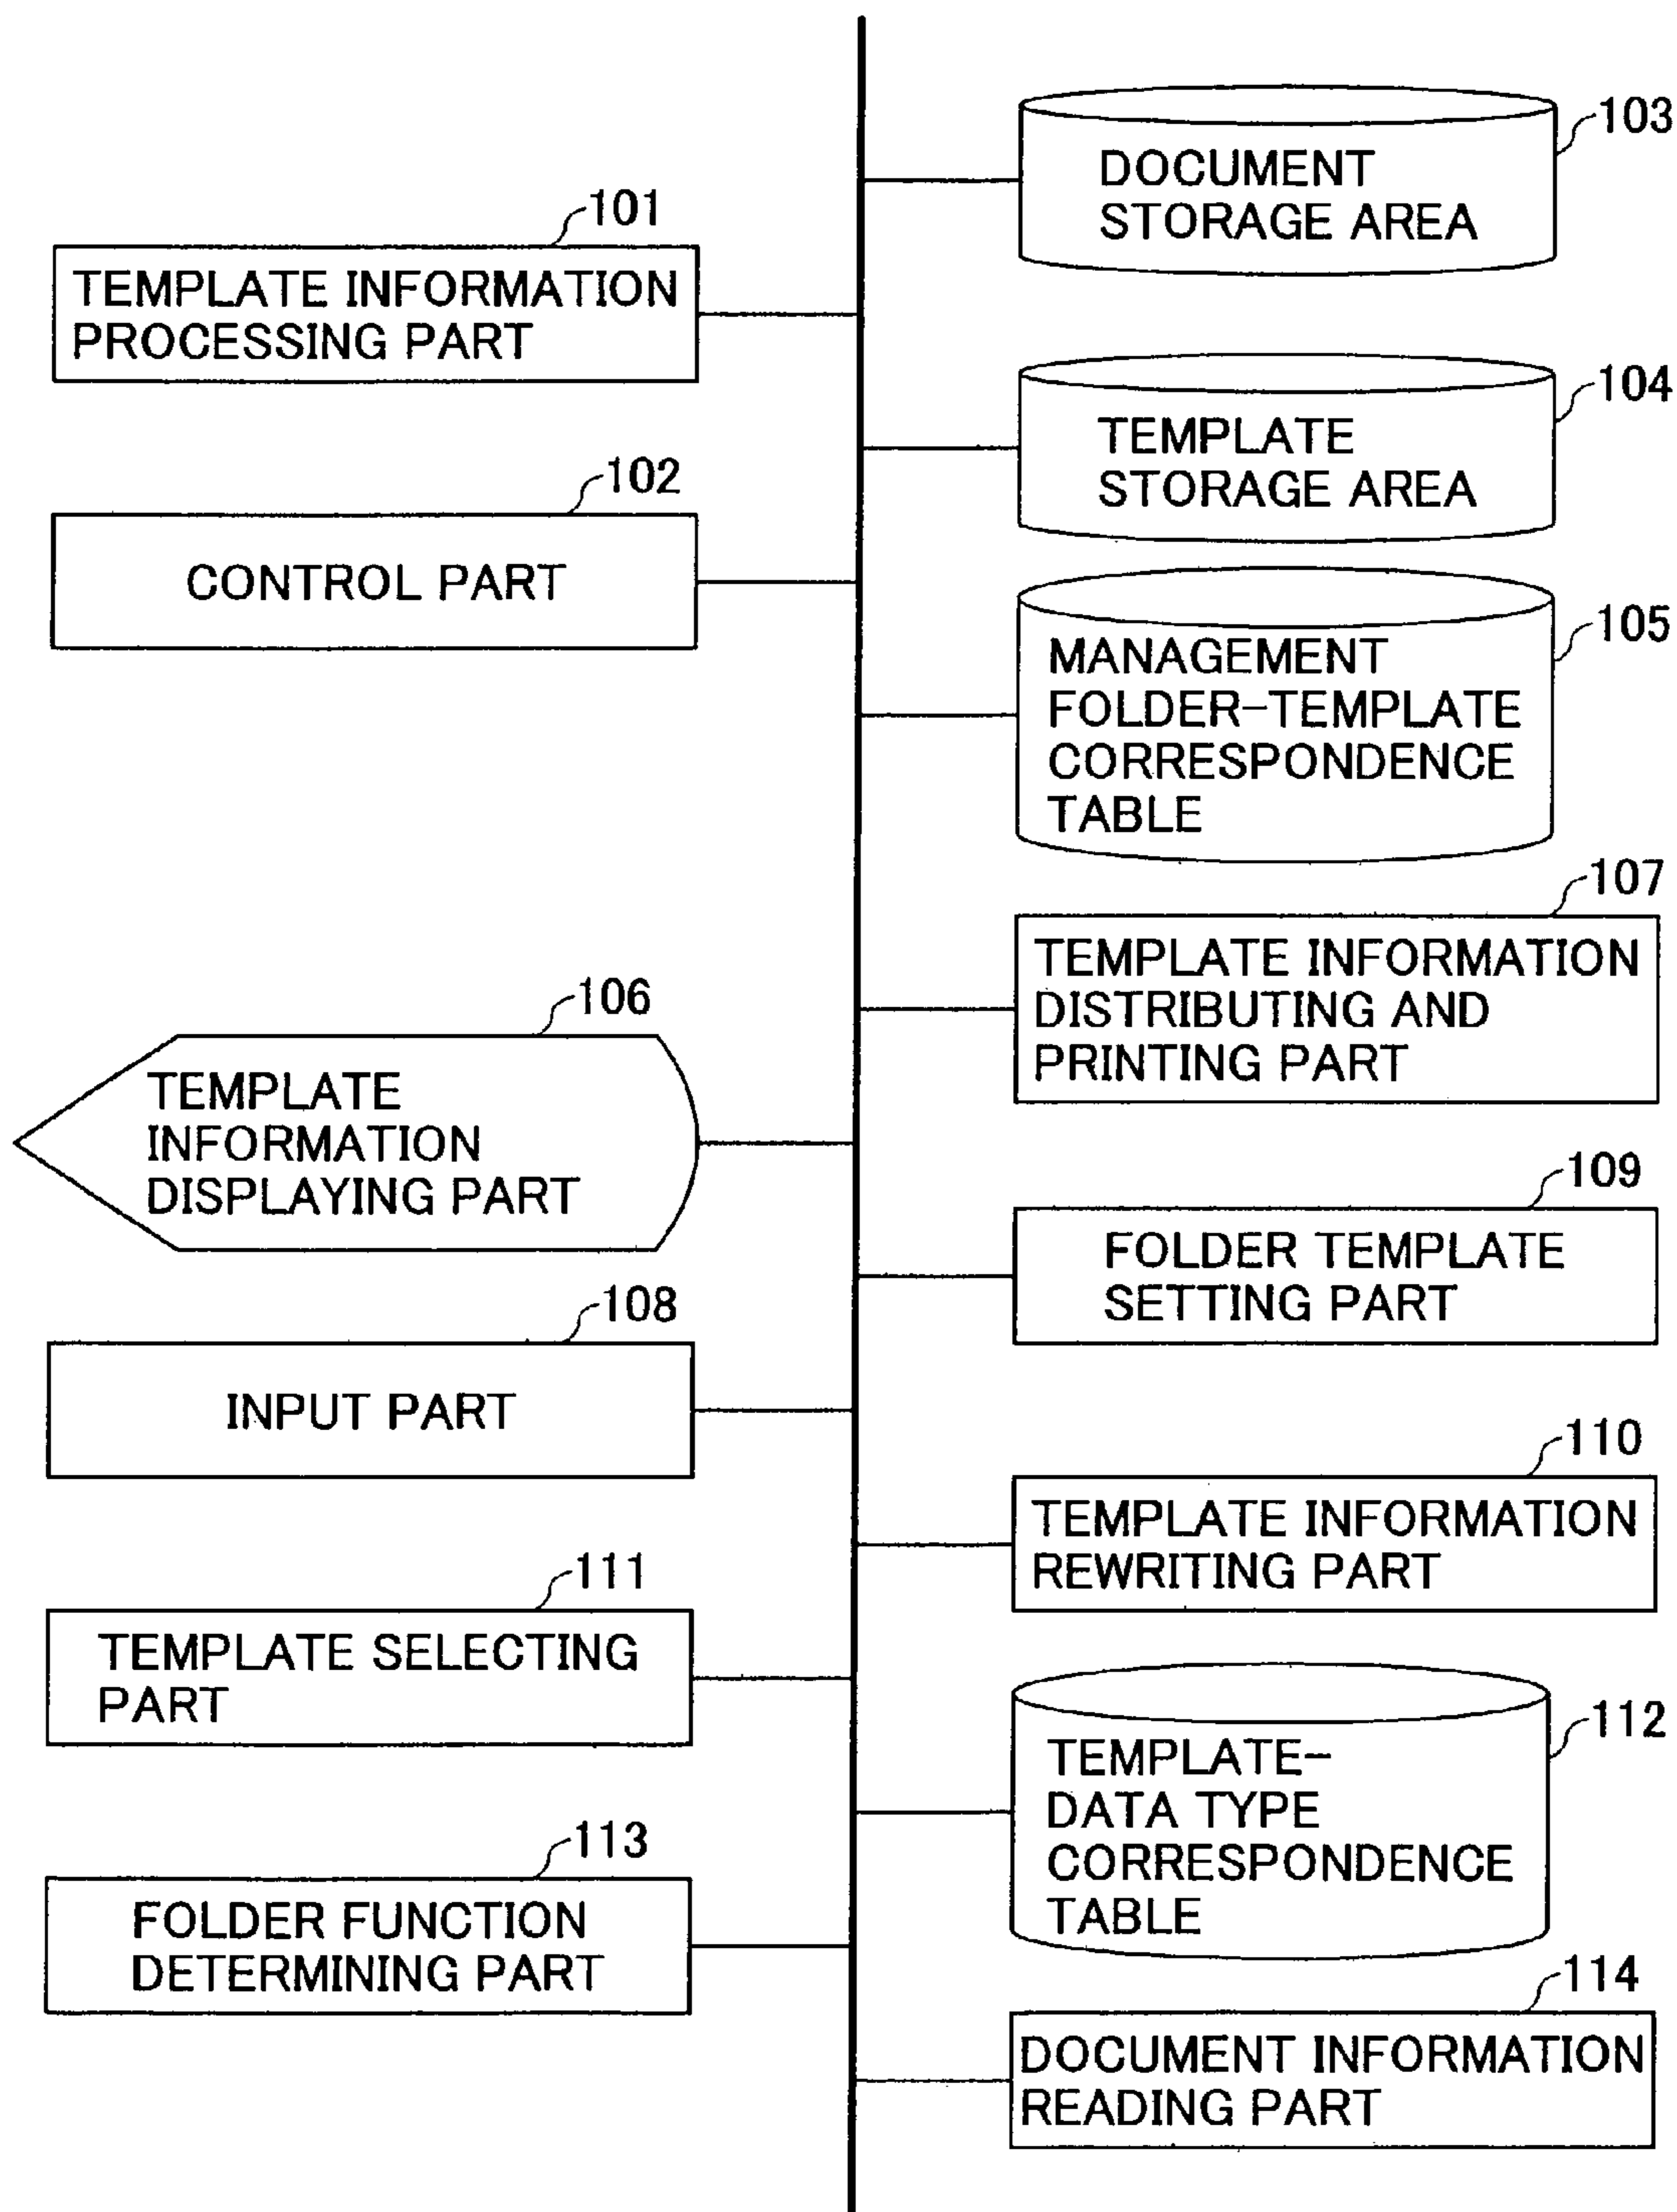 101
TEMPLATE INFORMATION
PROCESSING PART
102
CONTROL PART
106
TEMPLATE
INFORMATION
DISPLAYING PART
108
INPUT PART
111
TEMPLATE SELECTING
PART
113
FOLDER FUNCTION
DETERMINING PART
103
DOCUMENT
STORAGE AREA
104
TEMPLATE
STORAGE AREA
105
MANAGEMENT
FOLDER-TEMPLATE
CORRESPONDENCE
TABLE
107
TEMPLATE INFORMATION
DISTRIBUTING AND
PRINTING PART
109
FOLDER TEMPLATE
SETTING PART
110
TEMPLATE INFORMATION
REWRITING PART
112
TEMPLATE-
DATA TYPE
CORRESPONDENCE
TABLE
114
DOCUMENT INFORMATION
READING PART